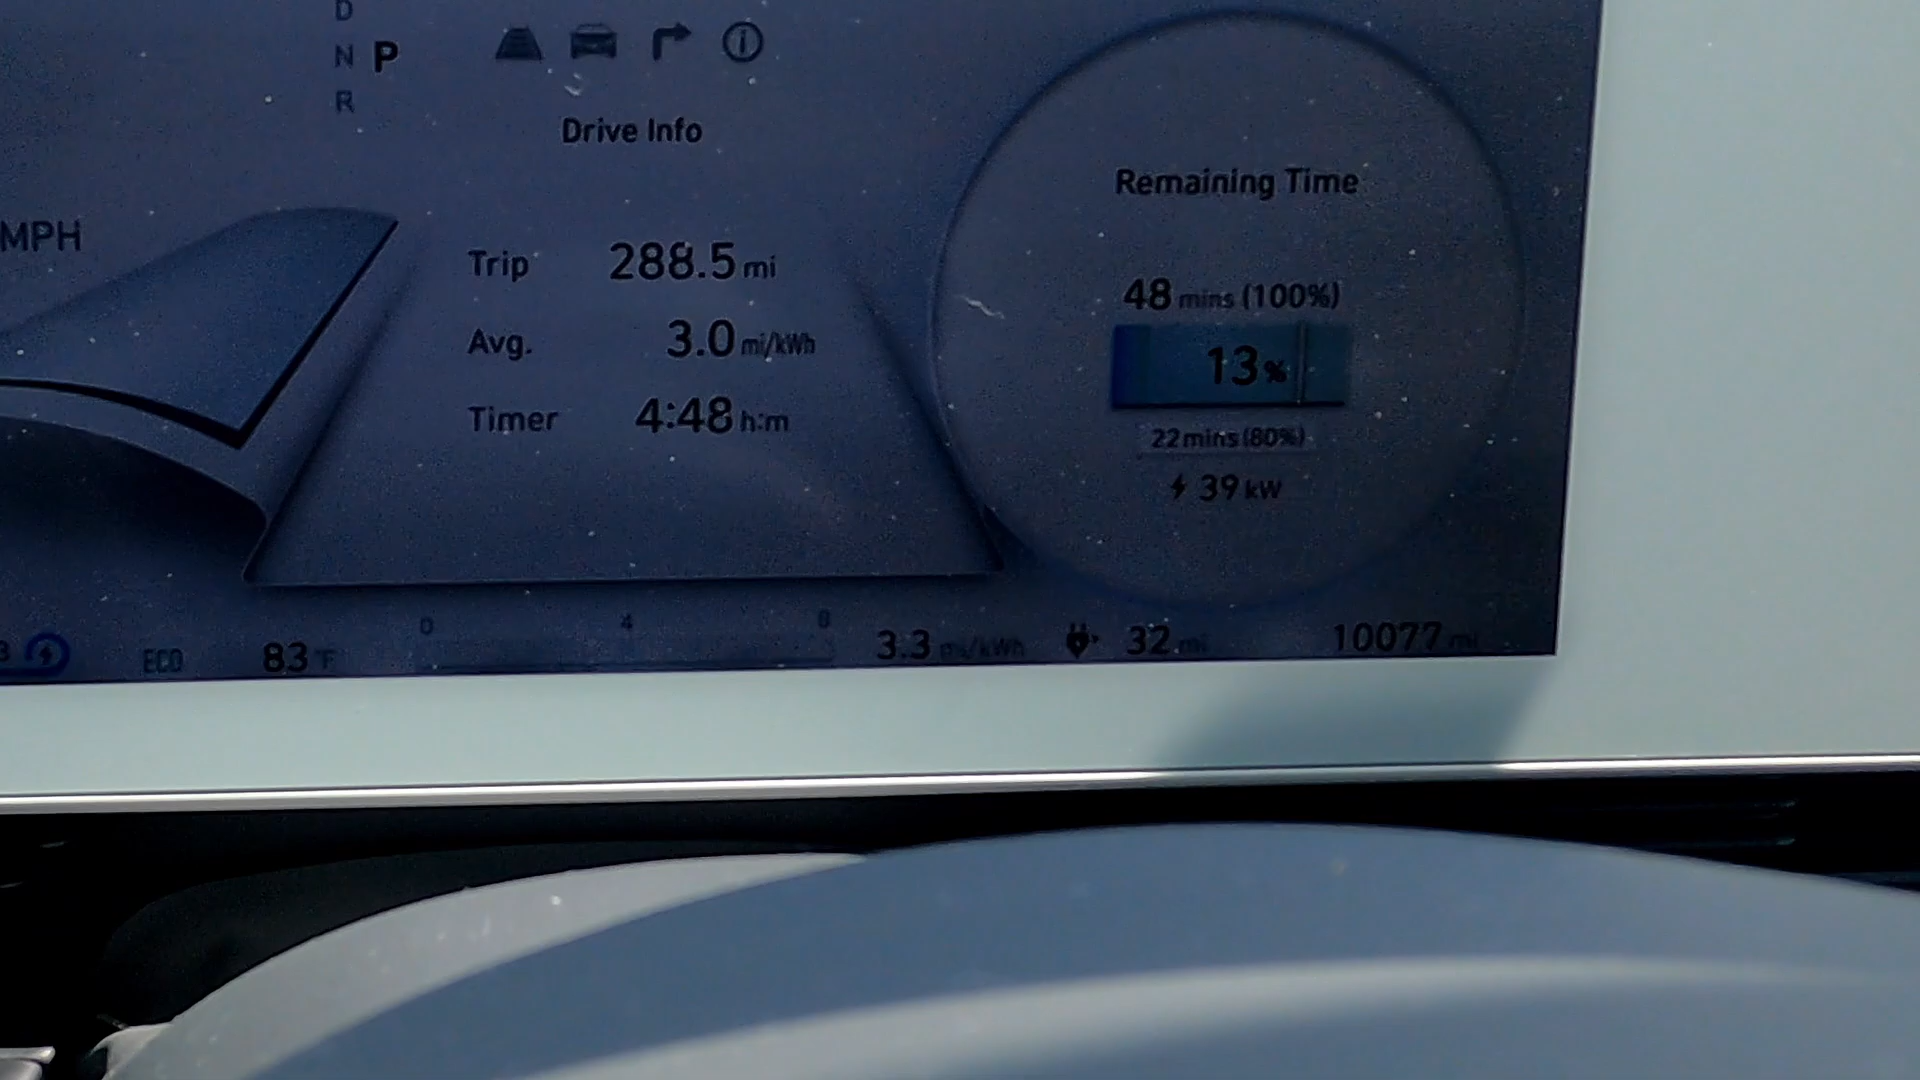 D
N P
R
Drive Info
MPH
Trip 288.5 mi
Avg. 3.0 mi/kWh
Timer 4:48 h:m
Remaining Time
48 mins (100%)
13%
22 mins (80%)
39 kW
0 4 8
3 ECO 83 °F 3.3 mi/kWh 32 mi 10077 mi